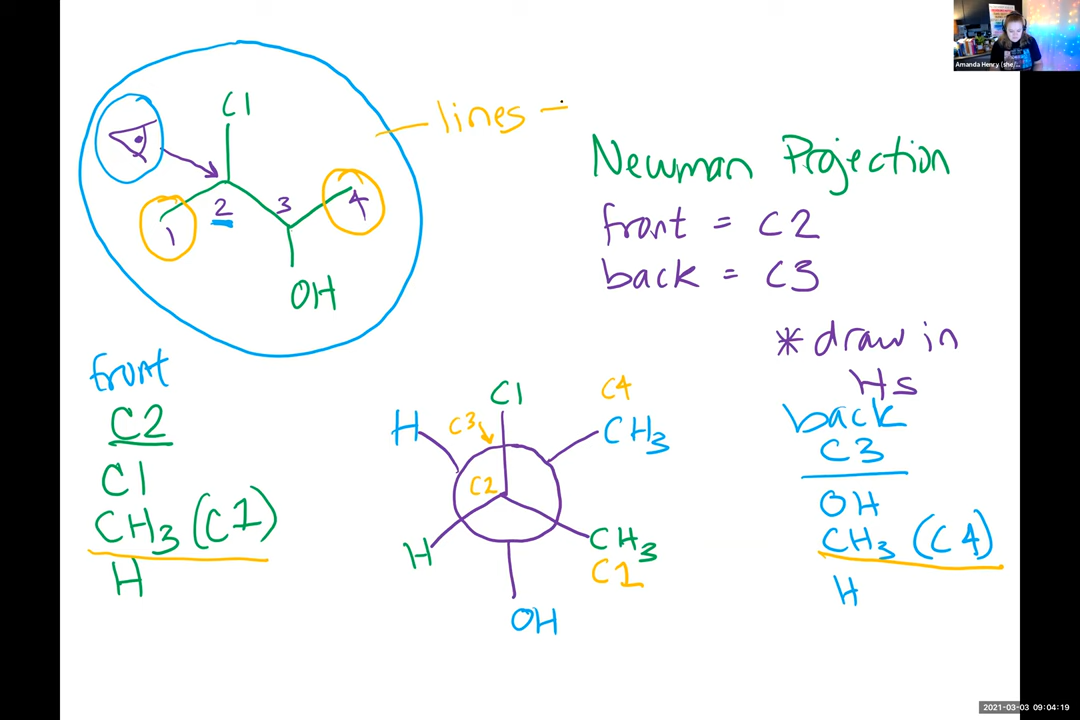 Cl
lines -
1
2
3
4
OH
Newman Projection
front = C2
back = C3
* draw in
Hs
front
C2
Cl
CH3 (C1)
H
Cl
C4
H
C3
CH3
C2
H
CH3
C1
OH
back
C3
OH
CH3 (C4)
H
Amanda Henry (she/...
2021-03-03 09:04:19